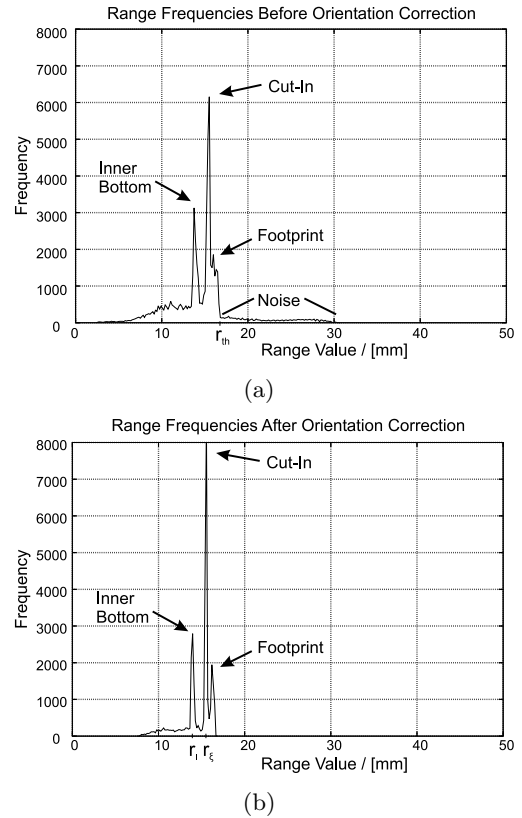 Range Frequencies Before Orientation Correction
8000
7000
6000
5000
4000
3000
2000
1000
0
Frequency
Cut-In
Inner
Bottom
Footprint
Noise
0 10 20 30 40 50
r_th
Range Value / [mm]
(a)
Range Frequencies After Orientation Correction
8000
7000
6000
5000
4000
3000
2000
1000
0
Frequency
Cut-In
Inner
Bottom
Footprint
0 10 20 30 40 50
r_I r_ξ
Range Value / [mm]
(b)